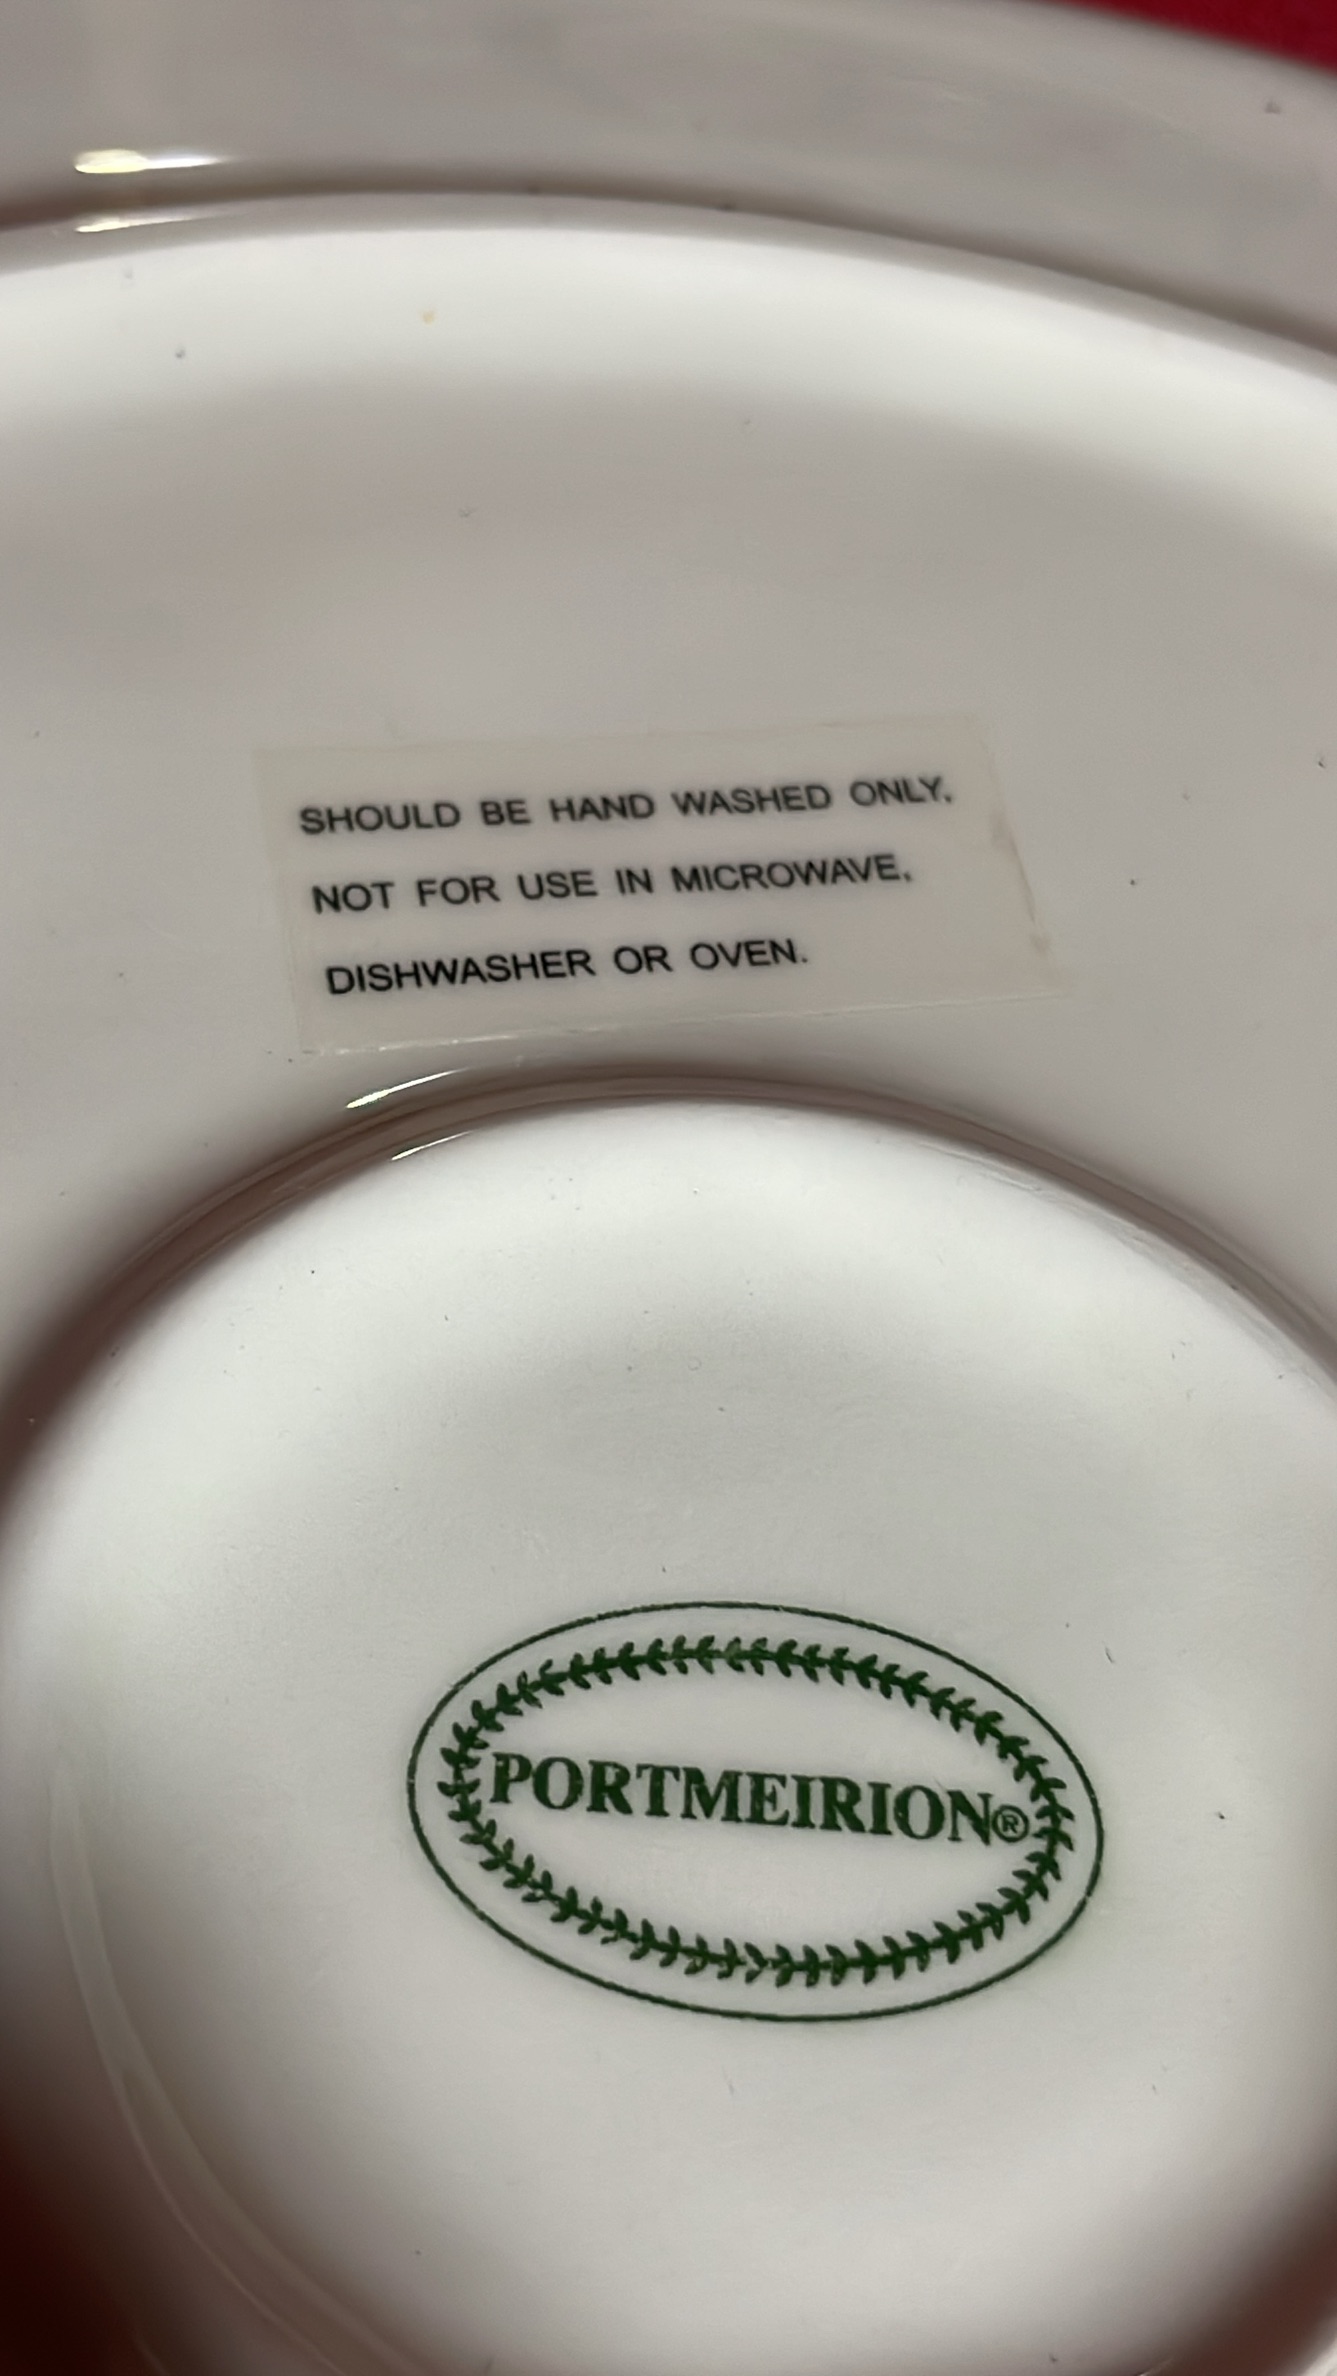 SHOULD BE HAND WASHED ONLY,
NOT FOR USE IN MICROWAVE,
DISHWASHER OR OVEN.
PORTMEIRION®